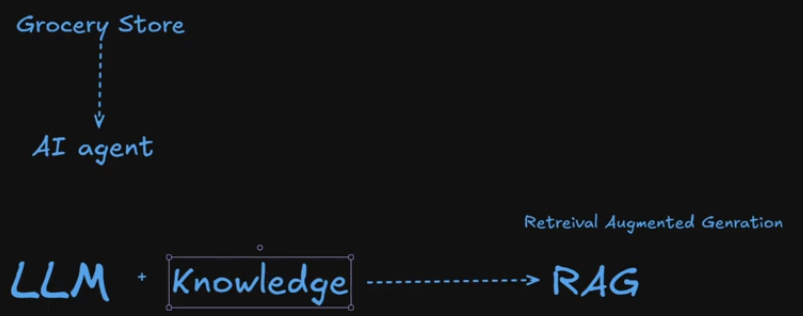 Grocery Store
AI agent
Retreival Augmented Genration
LLM + Knowledge RAG